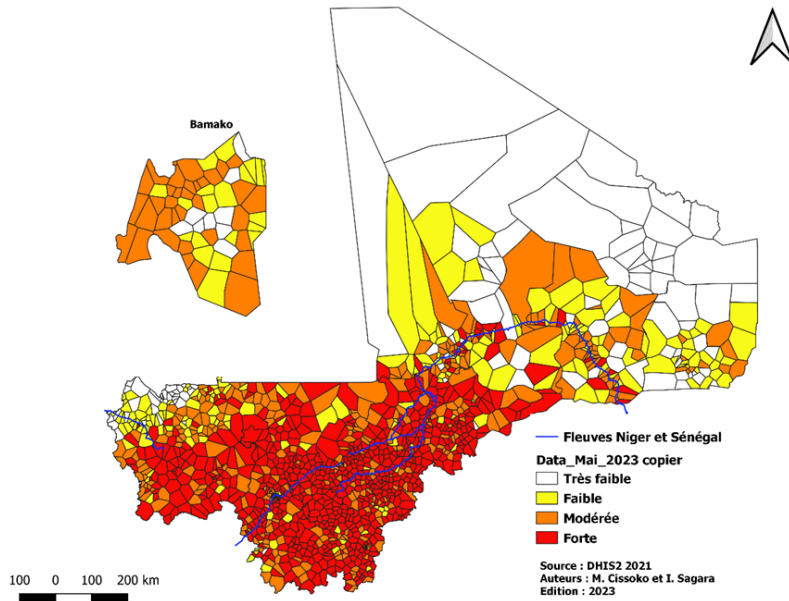 Bamako
Fleuves Niger et Sénégal
Data_Mai_2023 copier
Très faible
Faible
Modérée
Forte
Source : DHIS2 2021
Auteurs : M. Cissoko et I. Sagara
Edition : 2023
100 0 100 200 km